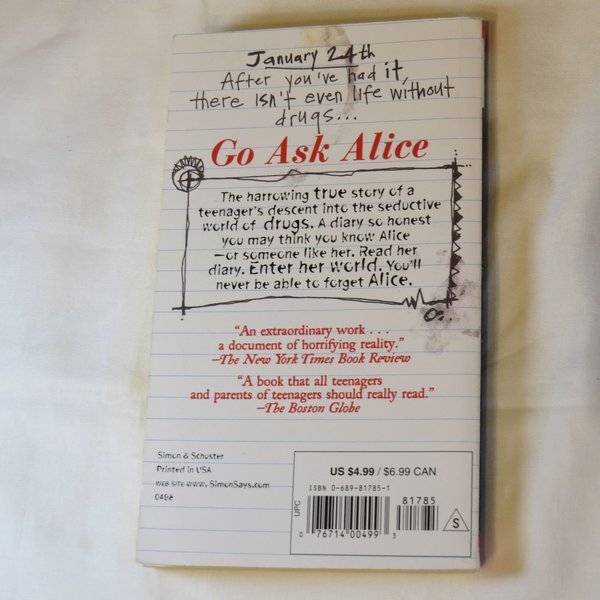 January 24th
After you've had it,
there isn't even life without
drugs...
Go Ask Alice
The harrowing true story of a
teenager's descent into the seductive
world of drugs. A diary so honest
you may think you know Alice
—or someone like her. Read her
diary. Enter her world. You'll
never be able to forget Alice.
"An extraordinary work . . .
a document of horrifying reality."
—The New York Times Book Review
"A book that all teenagers
and parents of teenagers should really read."
—The Boston Globe
Simon & Schuster
Printed in USA
WEB SITE www.SimonSays.com
0498
US $4.99 / $6.99 CAN
ISBN 0-689-81785-1
81785
UPC
S
0 76714 00499 3